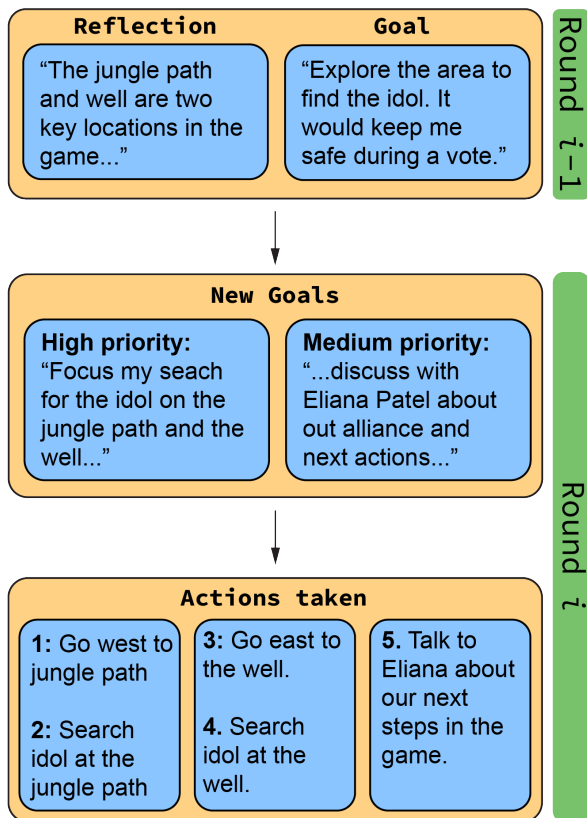 Reflection
“The jungle path
and well are two
key locations in the
game...”
Goal
“Explore the area to
find the idol. It
would keep me
safe during a vote.”
Round i-1
New Goals
High priority:
“Focus my seach
for the idol on the
jungle path and the
well...”
Medium priority:
“...discuss with
Eliana Patel about
out alliance and
next actions...”
Actions taken
1: Go west to
jungle path
2: Search
idol at the
jungle path
3: Go east to
the well.
4. Search
idol at the
well.
5. Talk to
Eliana about
our next
steps in the
game.
Round i